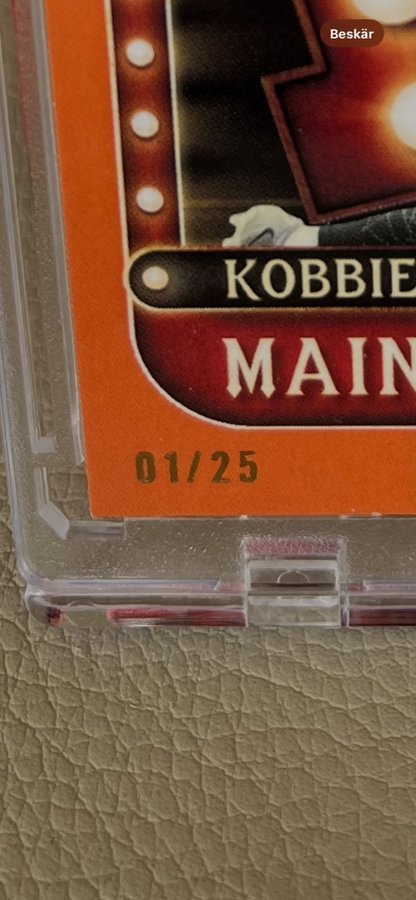 Beskär
KOBBIE
MAIN
01/25